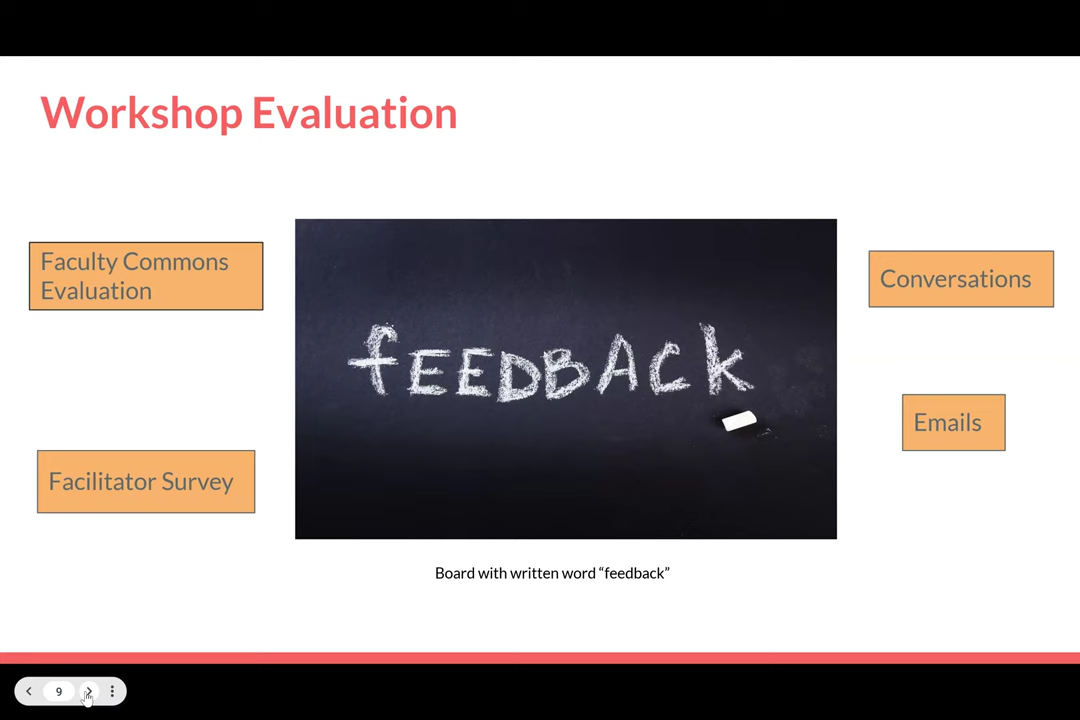 Workshop Evaluation
Faculty Commons
Evaluation
Facilitator Survey
fEEDBACk
Conversations
Emails
Board with written word “feedback”
9